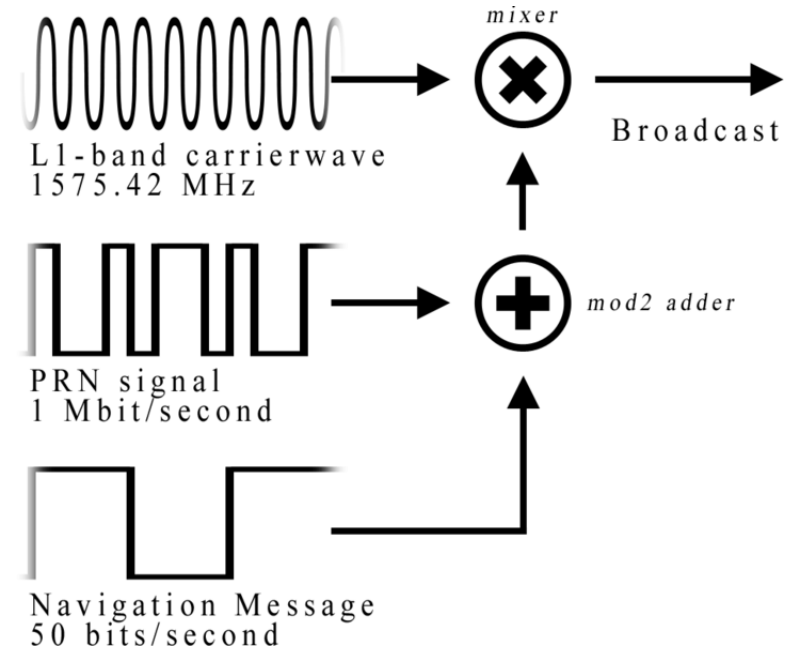 mixer
Broadcast
L1-band carrierwave
1575.42 MHz
mod2 adder
PRN signal
1 Mbit/second
Navigation Message
50 bits/second